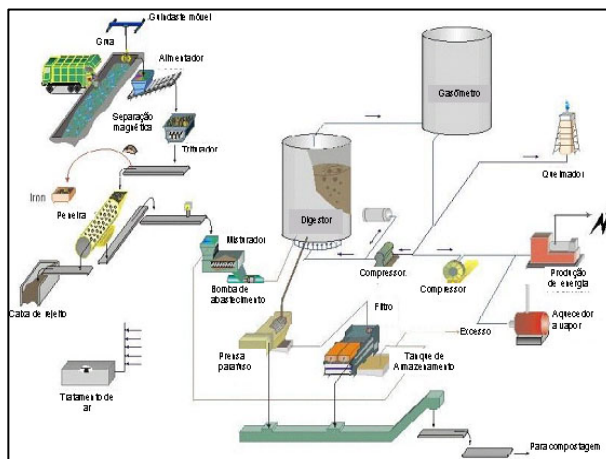 Guindaste móvel
Grua
Alimentador
Separação
magnética
Triturador
Iron
Peneira
Caixa de rejeito
Misturador
Bomba de
abastecimento
Tratamento de
ar
Digestor
Gasômetro
Queimador
Compressor
Compressor
Produção
de energia
Aquecedor
a vapor
Prensa
parafuso
Filtro
Tanque de
Armazenamento
Excesso
Para compostagem